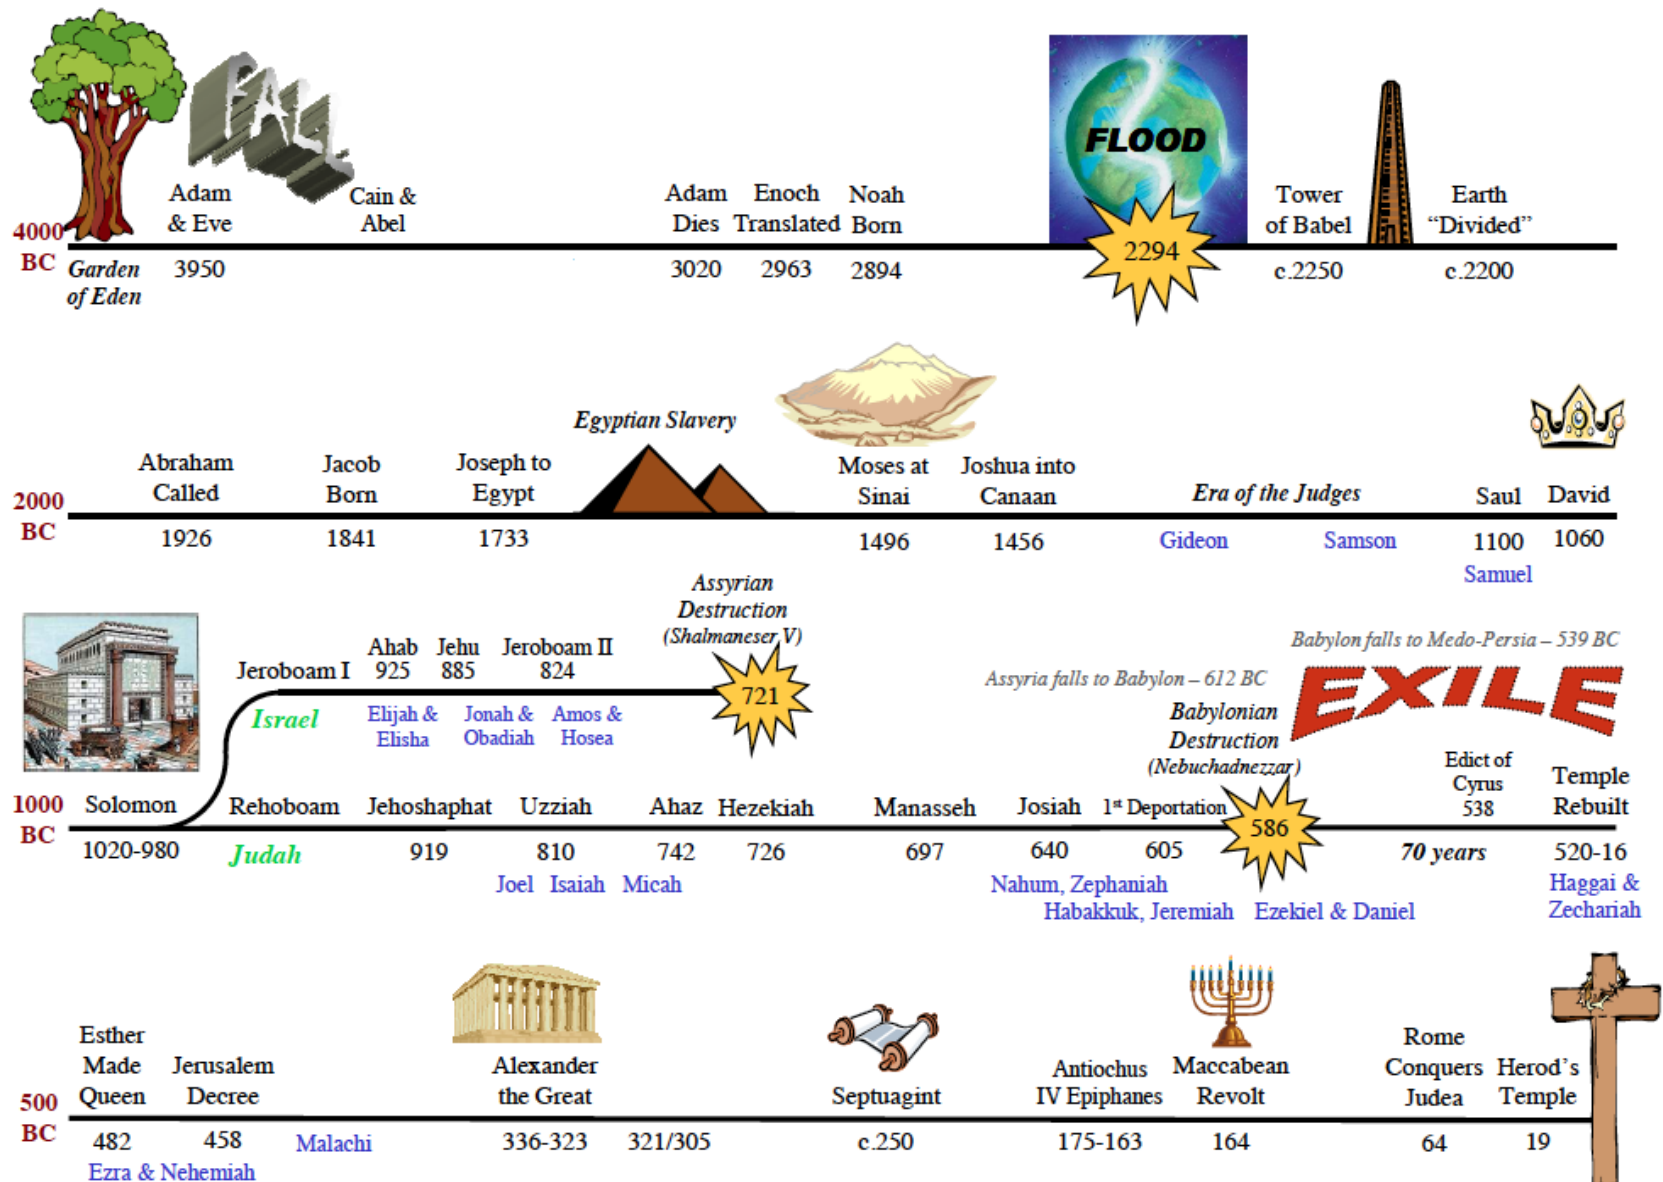 FALL
FLOOD
Adam
& Eve
Cain &
Abel
Adam
Dies
Enoch
Translated
Noah
Born
Tower
of Babel
Earth
“Divided”
4000
BC
Garden
of Eden
3950
3020
2963
2894
2294
c.2250
c.2200
Egyptian Slavery
Abraham
Called
Jacob
Born
Joseph to
Egypt
Moses at
Sinai
Joshua into
Canaan
Era of the Judges
Saul
David
2000
BC
1926
1841
1733
1496
1456
Gideon
Samson
1100
1060
Samuel
Assyrian
Destruction
(Shalmaneser V)
Jeroboam I
Ahab
925
Jehu
885
Jeroboam II
824
721
Israel
Elijah &
Elisha
Jonah &
Obadiah
Amos &
Hosea
Babylon falls to Medo-Persia – 539 BC
Assyria falls to Babylon – 612 BC
EXILE
Babylonian
Destruction
(Nebuchadnezzar)
Edict of
Cyrus
538
Temple
Rebuilt
1000
BC
Solomon
Rehoboam
Jehoshaphat
Uzziah
Ahaz
Hezekiah
Manasseh
Josiah
1st Deportation
586
1020-980
Judah
919
810
742
726
697
640
605
70 years
520-16
Joel Isaiah Micah
Nahum, Zephaniah
Habakkuk, Jeremiah
Ezekiel & Daniel
Haggai &
Zechariah
Esther
Made
Queen
Jerusalem
Decree
Alexander
the Great
Septuagint
Antiochus
IV Epiphanes
Maccabean
Revolt
Rome
Conquers
Judea
Herod’s
Temple
500
BC
482
458
Malachi
336-323
321/305
c.250
175-163
164
64
19
Ezra & Nehemiah